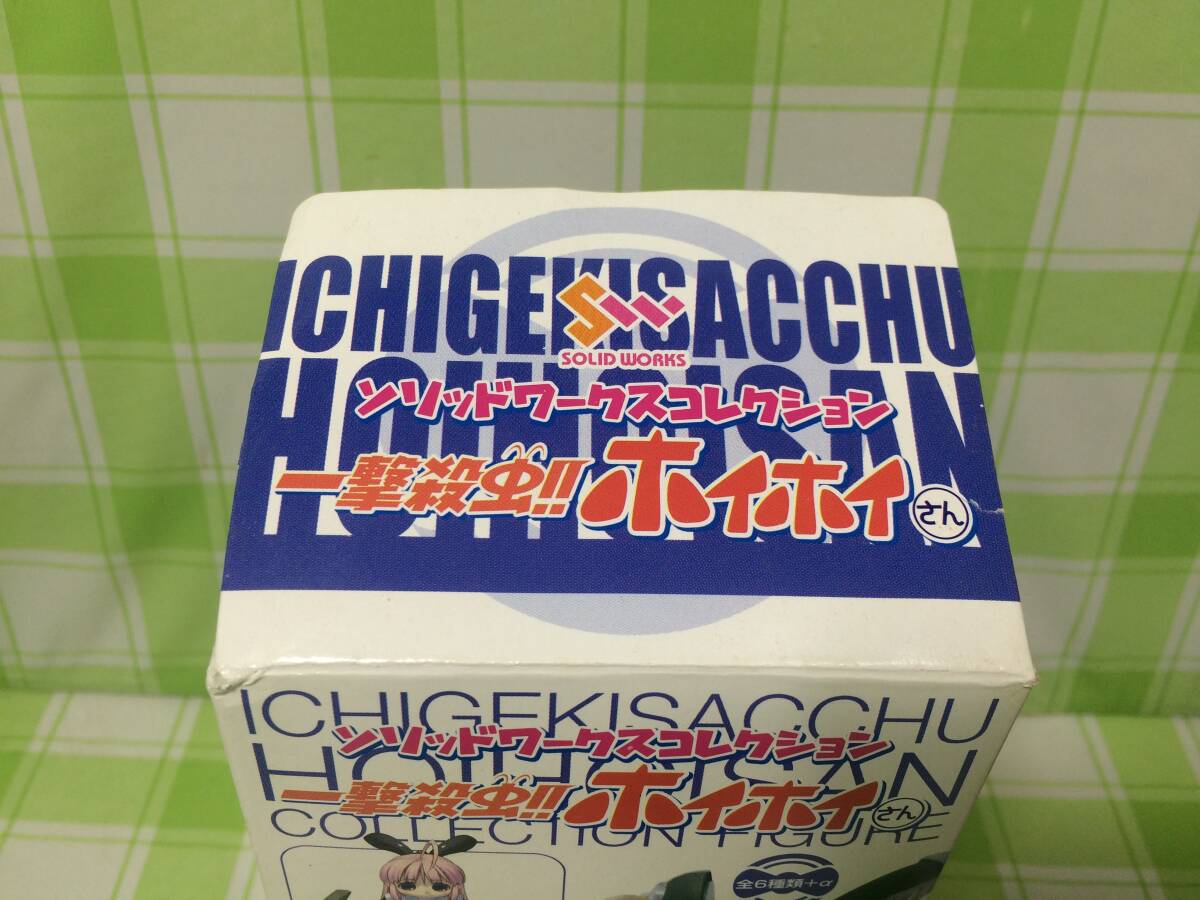 ICHIGEKISACCHU
SW
SOLID WORKS
HOIHOISAN
ソリッドワークスコレクション
一撃殺虫!!ホイホイさん
ICHIGEKISACCHU
ソリッドワークスコレクション
HOIHOISAN
一撃殺虫!!ホイホイさん
COLLECTION FIGURE
全6種類+α